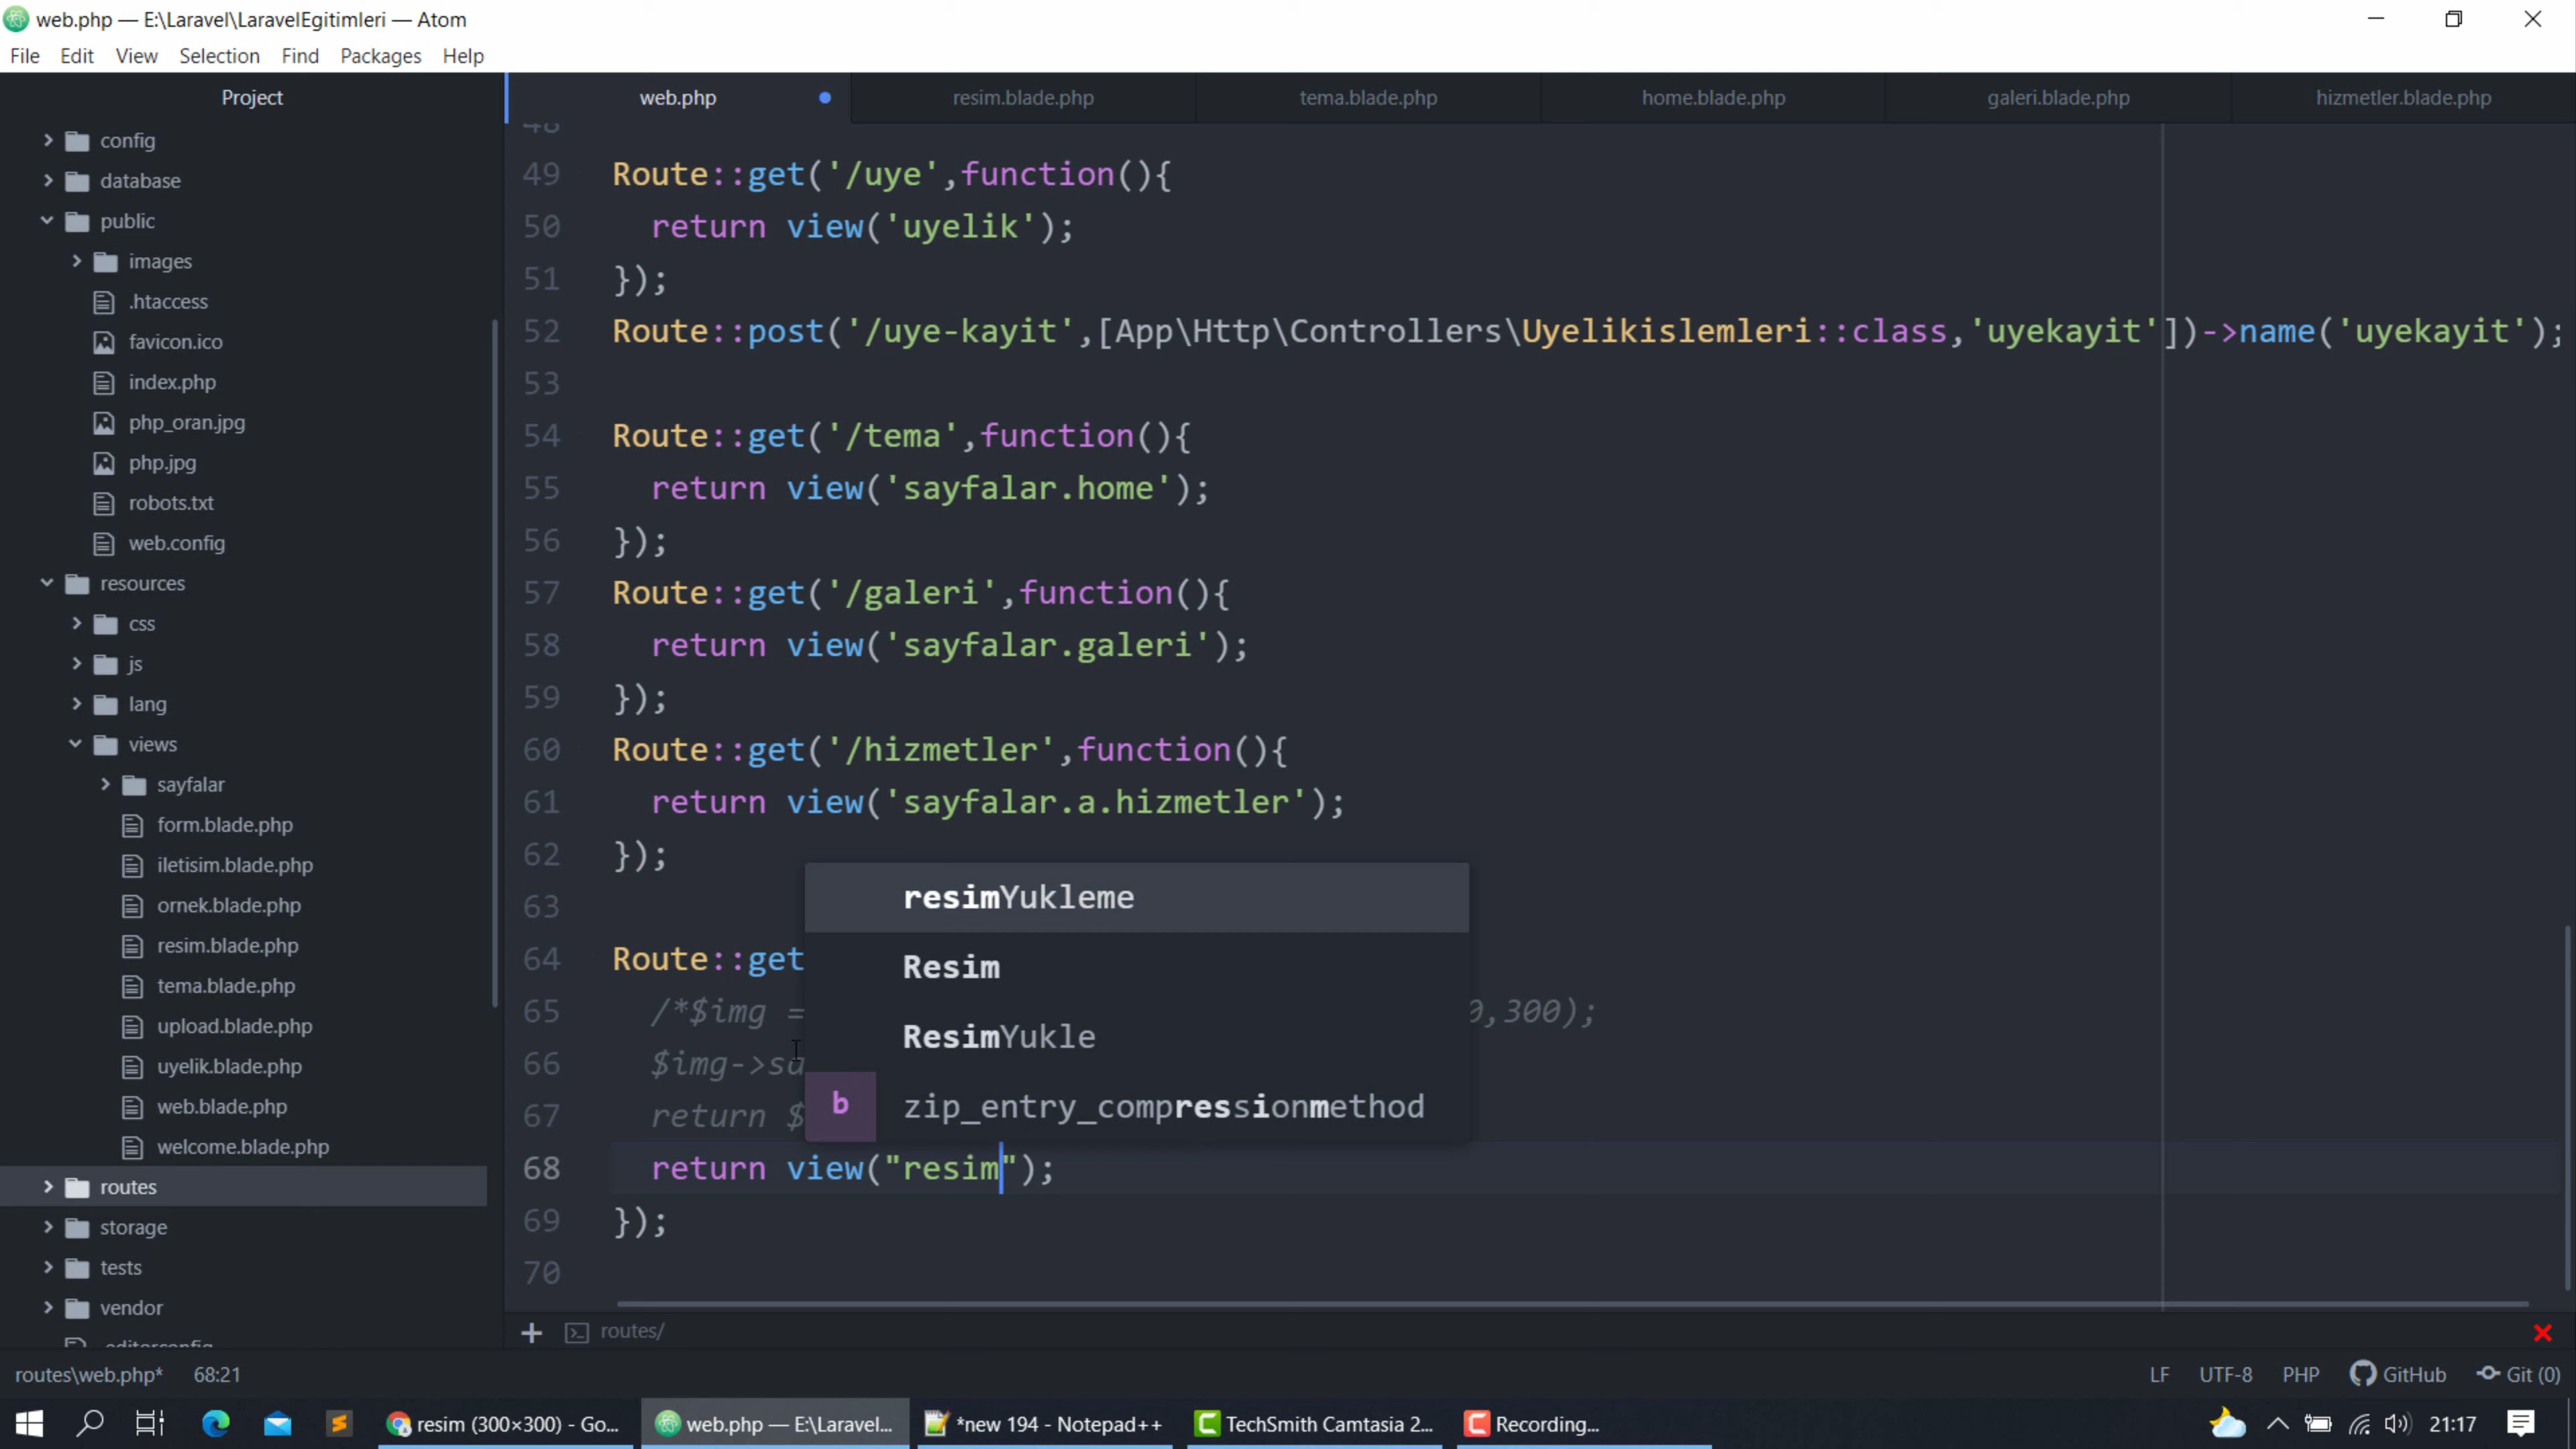 web.php — E:\Laravel\LaravelEgitimleri — Atom
File Edit View Selection Find Packages Help
Project
web.php resim.blade.php tema.blade.php home.blade.php galeri.blade.php hizmetler.blade.php
config
database
public
images
.htaccess
favicon.ico
index.php
php_oran.jpg
php.jpg
robots.txt
web.config
resources
css
js
lang
views
sayfalar
form.blade.php
iletisim.blade.php
ornek.blade.php
resim.blade.php
tema.blade.php
upload.blade.php
uyelik.blade.php
web.blade.php
welcome.blade.php
routes
storage
tests
vendor
.editorconfig
48
49 Route::get('/uye',function(){
50 return view('uyelik');
51 });
52 Route::post('/uye-kayit',[App\Http\Controllers\Uyelikislemleri::class,'uyekayit'])->name('uyekayit');
53
54 Route::get('/tema',function(){
55 return view('sayfalar.home');
56 });
57 Route::get('/galeri',function(){
58 return view('sayfalar.galeri');
59 });
60 Route::get('/hizmetler',function(){
61 return view('sayfalar.a.hizmetler');
62 });
63
64 Route::get
65 /*$img = 0,300);
66 $img->sa
67 return $
68 return view("resim");
69 });
70
resimYukleme
Resim
ResimYukle
b zip_entry_compressionmethod
routes/
routes\web.php* 68:21 LF UTF-8 PHP GitHub Git (0)
resim (300×300) - Go... web.php — E:\Laravel... *new 194 - Notepad++ TechSmith Camtasia 2... Recording... 21:17